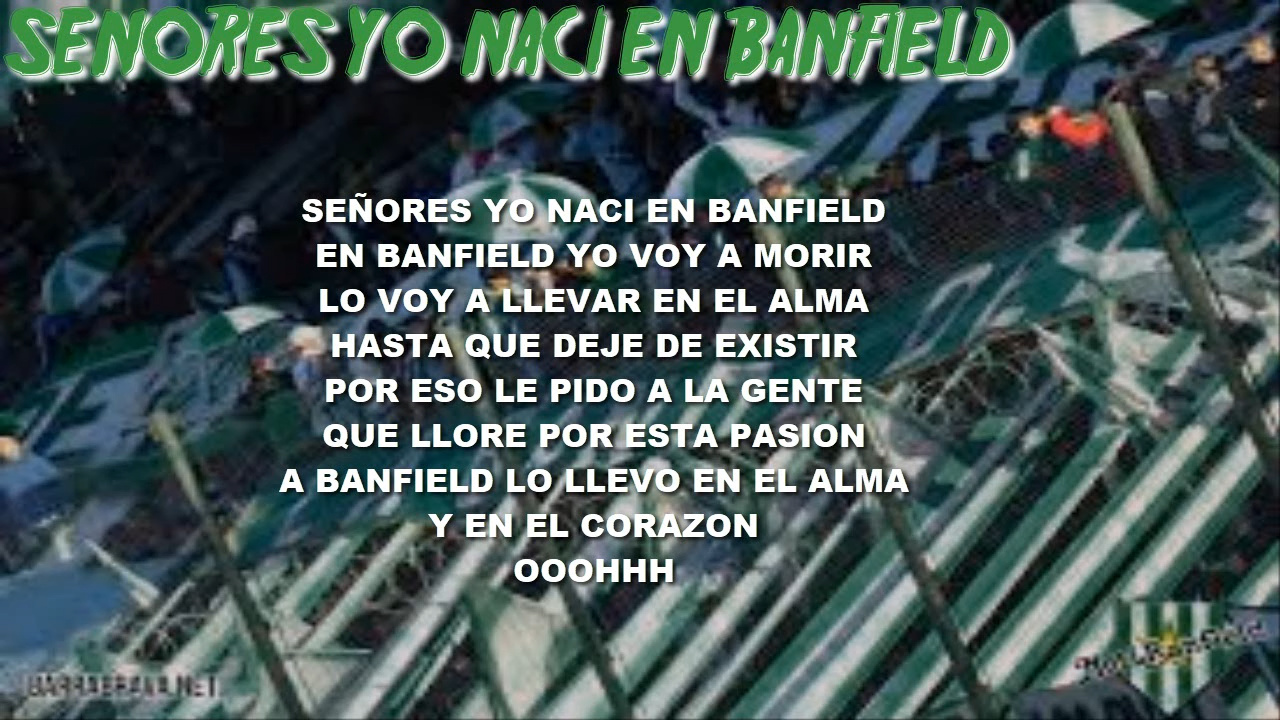 SENORES YO NACI EN BANFIELD
SEÑORES YO NACI EN BANFIELD
EN BANFIELD YO VOY A MORIR
LO VOY A LLEVAR EN EL ALMA
HASTA QUE DEJE DE EXISTIR
POR ESO LE PIDO A LA GENTE
QUE LLORE POR ESTA PASION
A BANFIELD LO LLEVO EN EL ALMA
Y EN EL CORAZON
OOOHHH
BARRABRAVA.NET